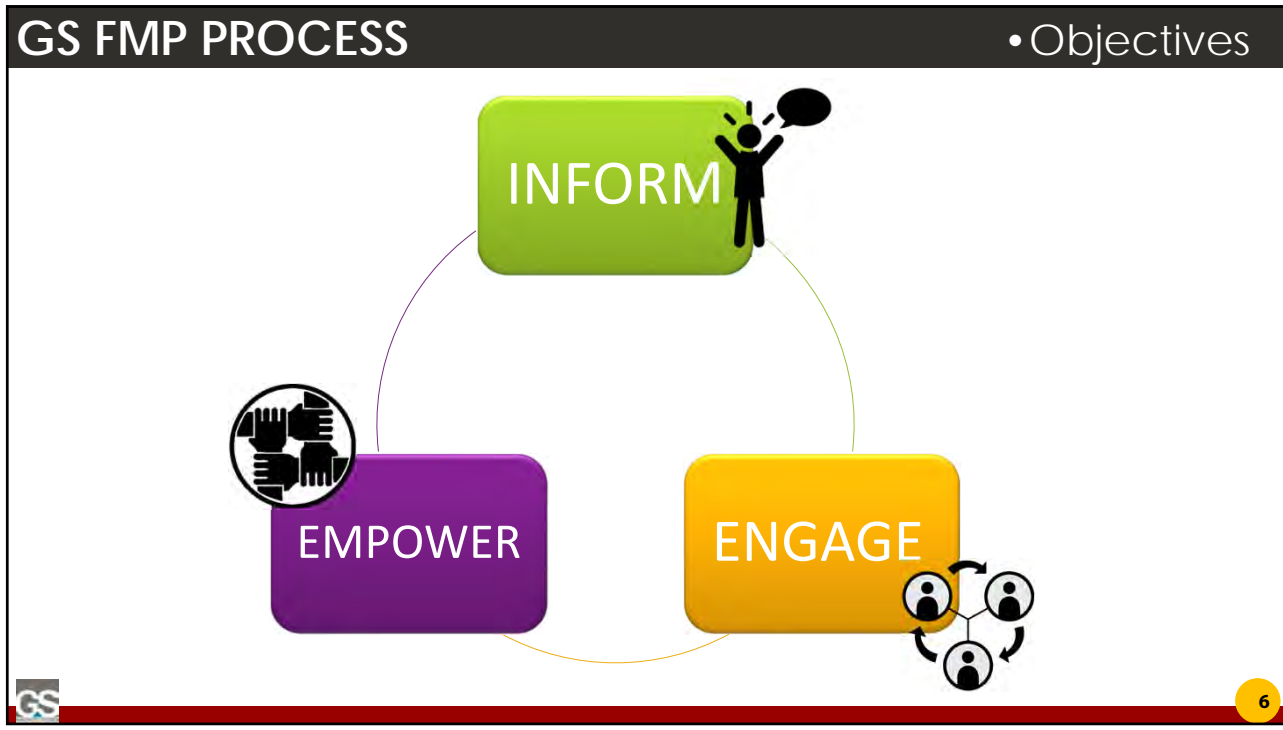 GS FMP PROCESS
•Objectives
INFORM
EMPOWER
ENGAGE
GS
6